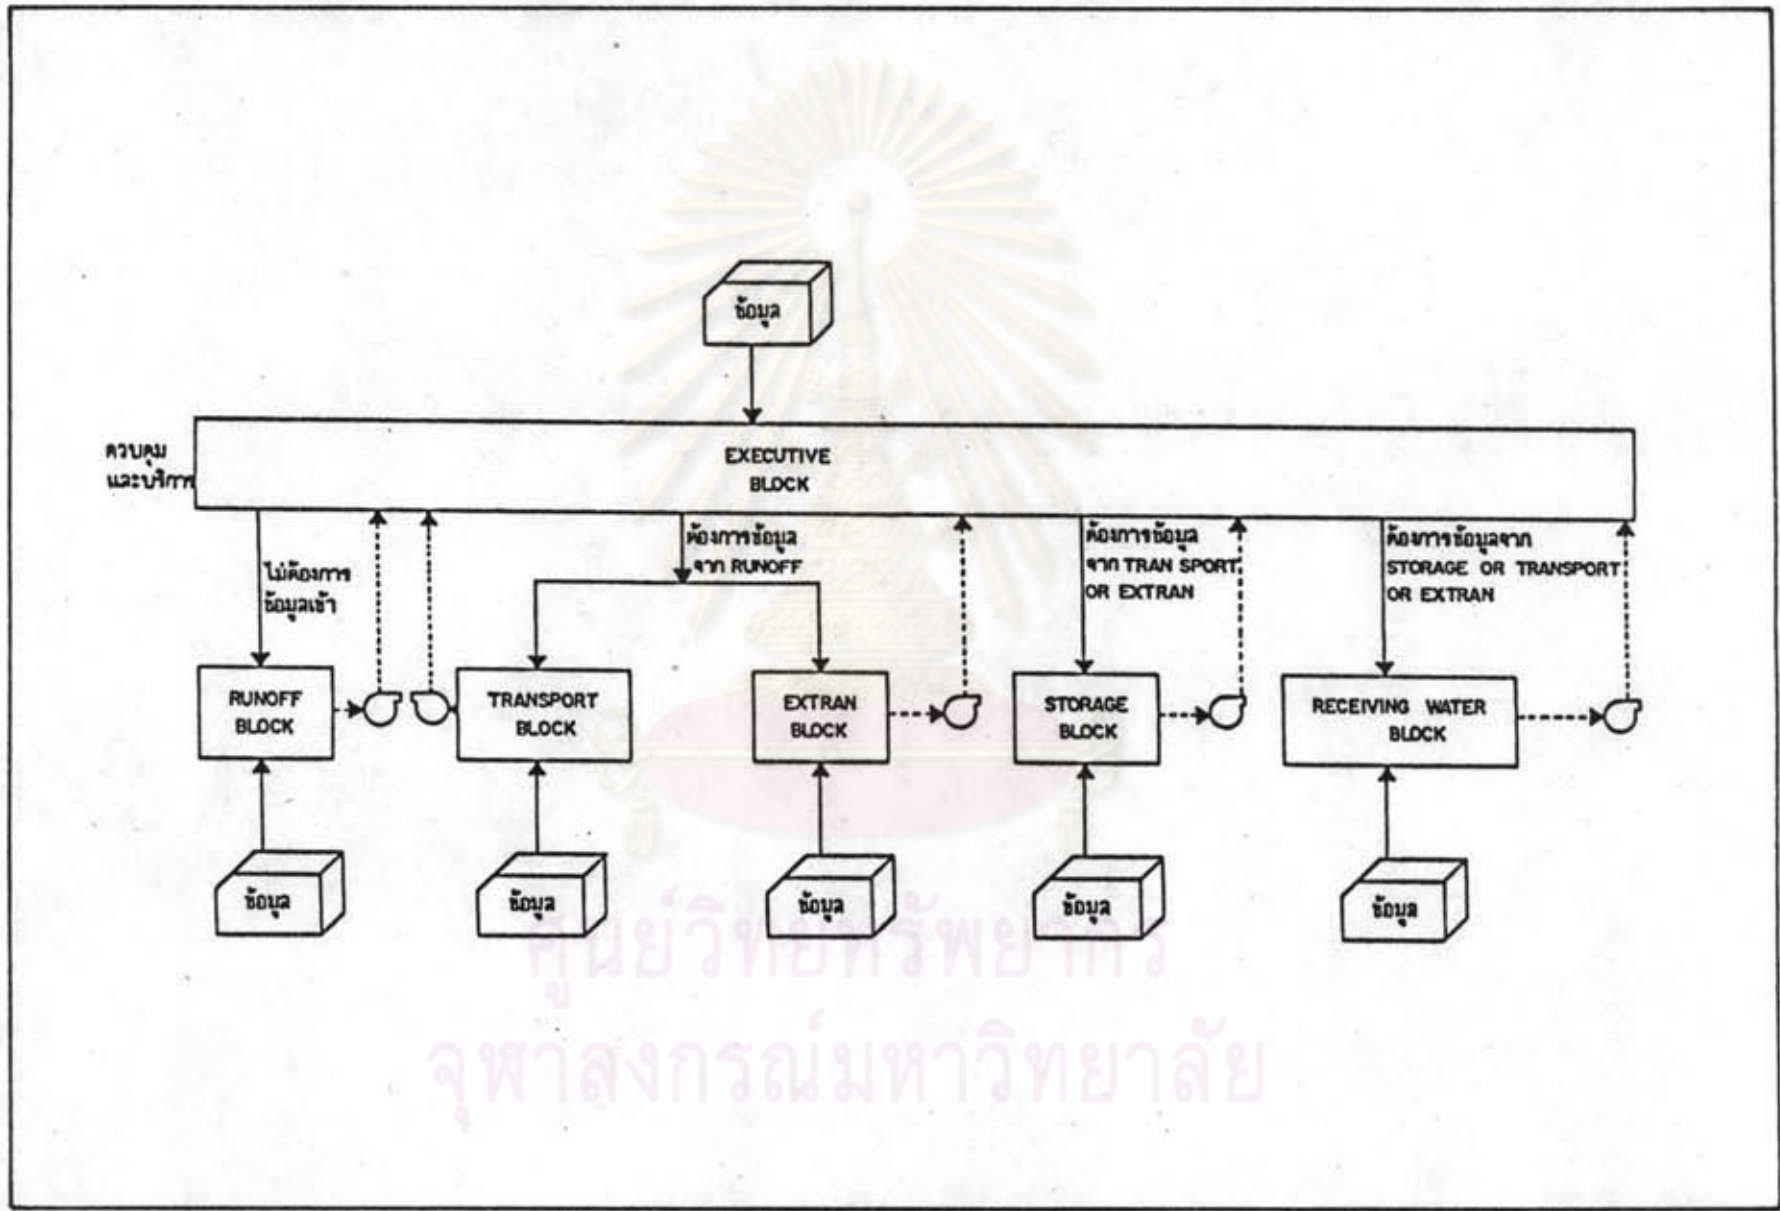 ข้อมูล
ควบคุม
และบริการ
EXECUTIVE
BLOCK
ไม่ต้องการ
ข้อมูลเข้า
ต้องการข้อมูล
จาก RUNOFF
ต้องการข้อมูล
จาก TRAN SPORT
OR EXTRAN
ต้องการข้อมูลจาก
STORAGE OR TRANSPORT
OR EXTRAN
RUNOFF
BLOCK
TRANSPORT
BLOCK
EXTRAN
BLOCK
STORAGE
BLOCK
RECEIVING WATER
BLOCK
ข้อมูล
ข้อมูล
ข้อมูล
ข้อมูล
ข้อมูล
ศูนย์วิทยทรัพยากร
จุฬาลงกรณ์มหาวิทยาลัย